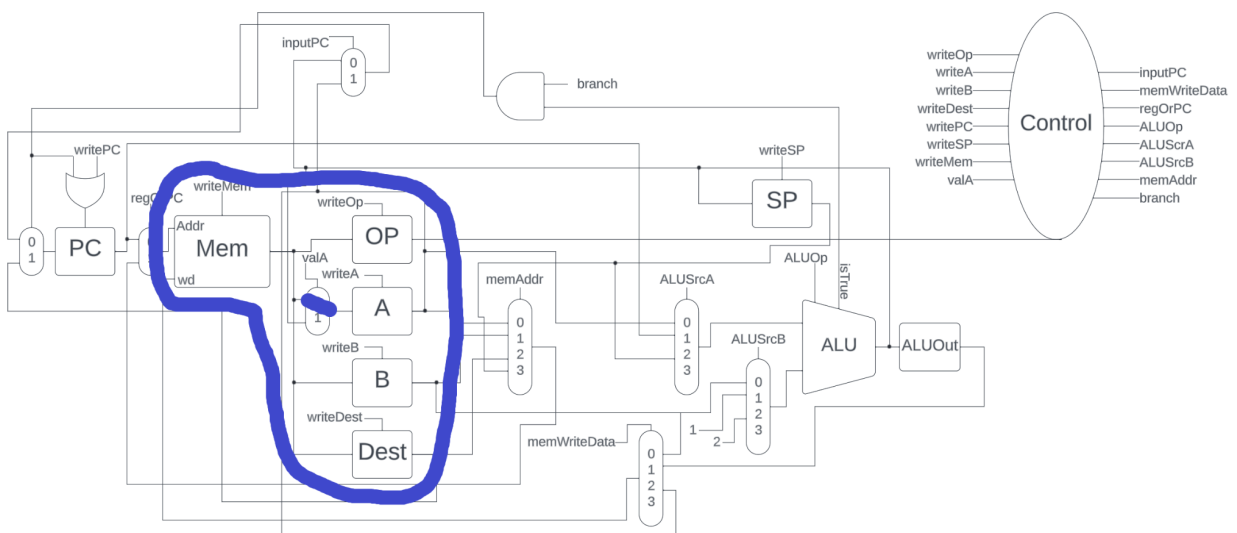 inputPC
0
1
branch
writePC
regOrPC
0
1
PC
writeMem
Addr
Mem
wd
writeOp
OP
valA
1
writeA
A
writeB
B
writeDest
Dest
memAddr
0
1
2
3
writeSP
SP
ALUSrcA
0
1
2
3
ALUOp
isTrue
ALU
ALUOut
ALUSrcB
0
1
2
3
1
2
memWriteData
0
1
2
3
Control
writeOp
writeA
writeB
writeDest
writePC
writeSP
writeMem
valA
inputPC
memWriteData
regOrPC
ALUOp
ALUScrA
ALUSrcB
memAddr
branch